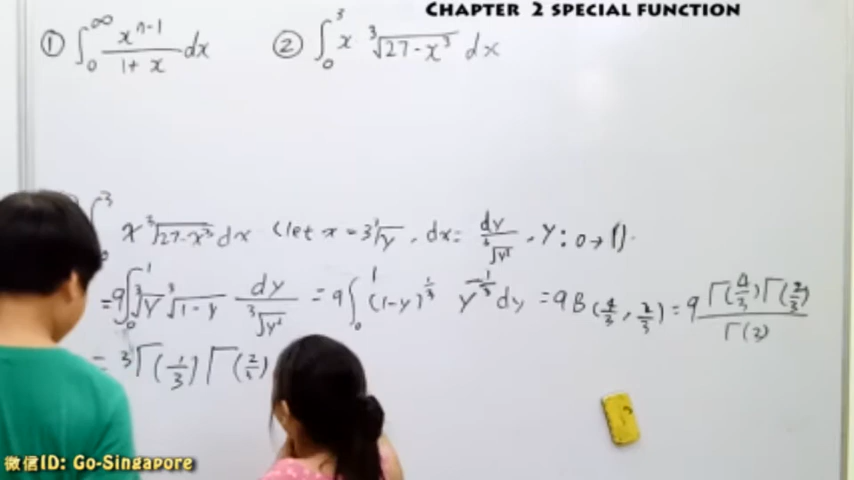 CHAPTER 2 SPECIAL FUNCTION
① ∫₀^∞ x^(n-1)/(1+x) dx ② ∫₀³ x ∛(27-x³) dx
∫₀³ x ∛(27-x³) dx (let x = 3∛y, dx = dy/∛y², y: 0→1).
= 9∫₀¹ ∛y ∛(1-y) dy/∛y² = 9∫₀¹ (1-y)^(1/3) y^(-1/3) dy = 9B(4/3, 2/3) = 9 Γ(4/3)Γ(2/3)/Γ(2)
= 3Γ(1/3)Γ(2/3)
微信ID: Go-Singapore